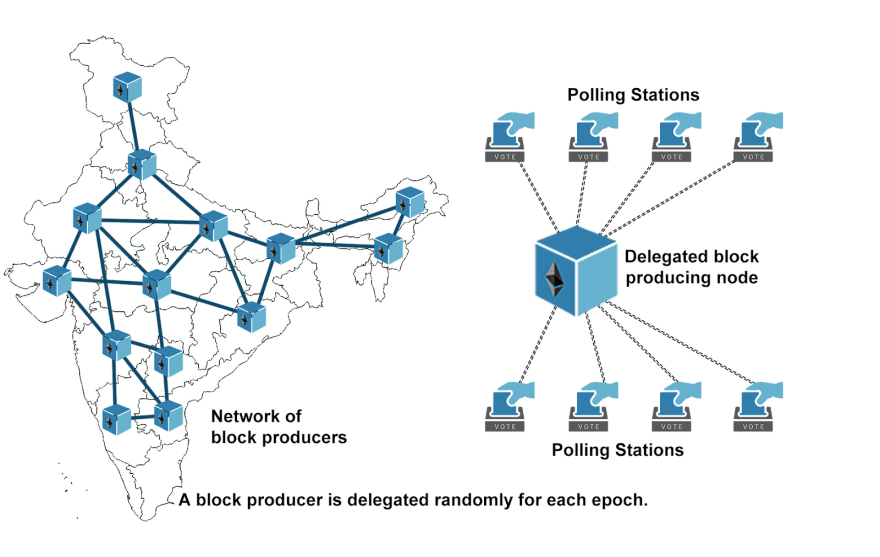 Polling Stations
VOTE
VOTE
VOTE
VOTE
Delegated block
producing node
VOTE
VOTE
VOTE
VOTE
Network of
block producers
Polling Stations
A block producer is delegated randomly for each epoch.